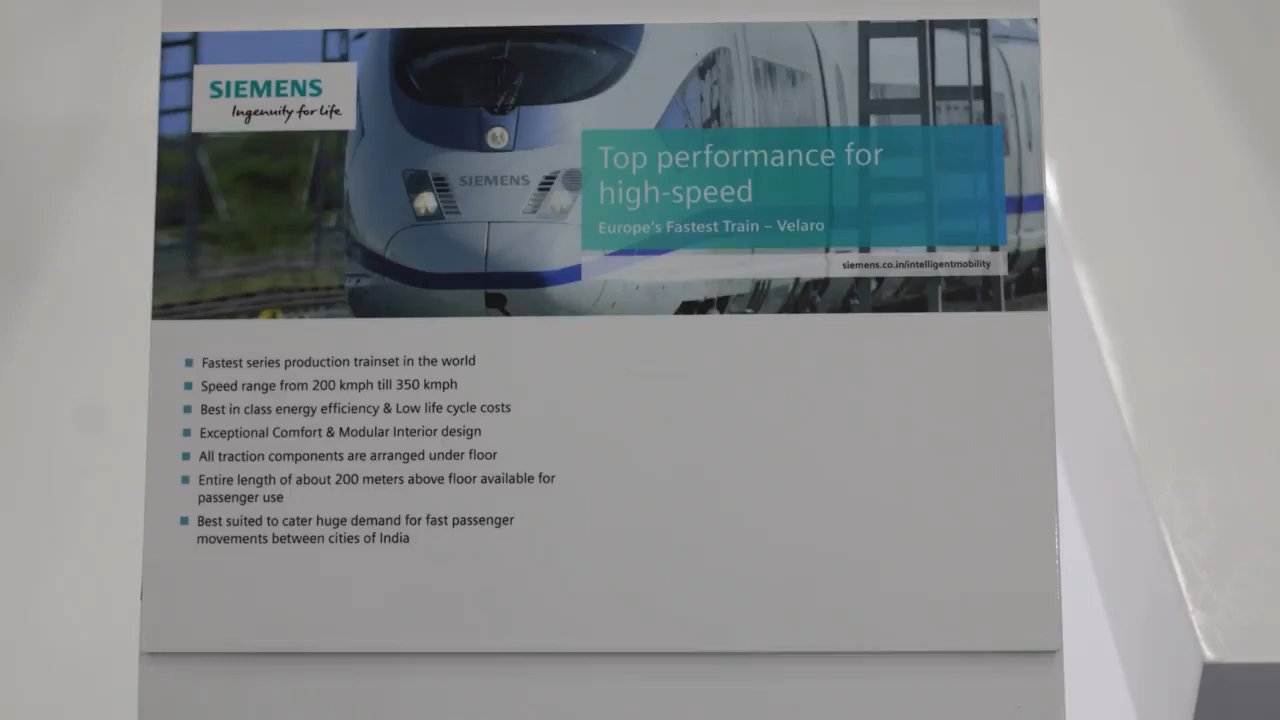 SIEMENS
Ingenuity for life
SIEMENS
Top performance for
high-speed
Europe's Fastest Train – Velaro
siemens.co.in/intelligentmobility
Fastest series production trainset in the world
Speed range from 200 kmph till 350 kmph
Best in class energy efficiency & Low life cycle costs
Exceptional Comfort & Modular Interior design
All traction components are arranged under floor
Entire length of about 200 meters above floor available for
passenger use
Best suited to cater huge demand for fast passenger
movements between cities of India